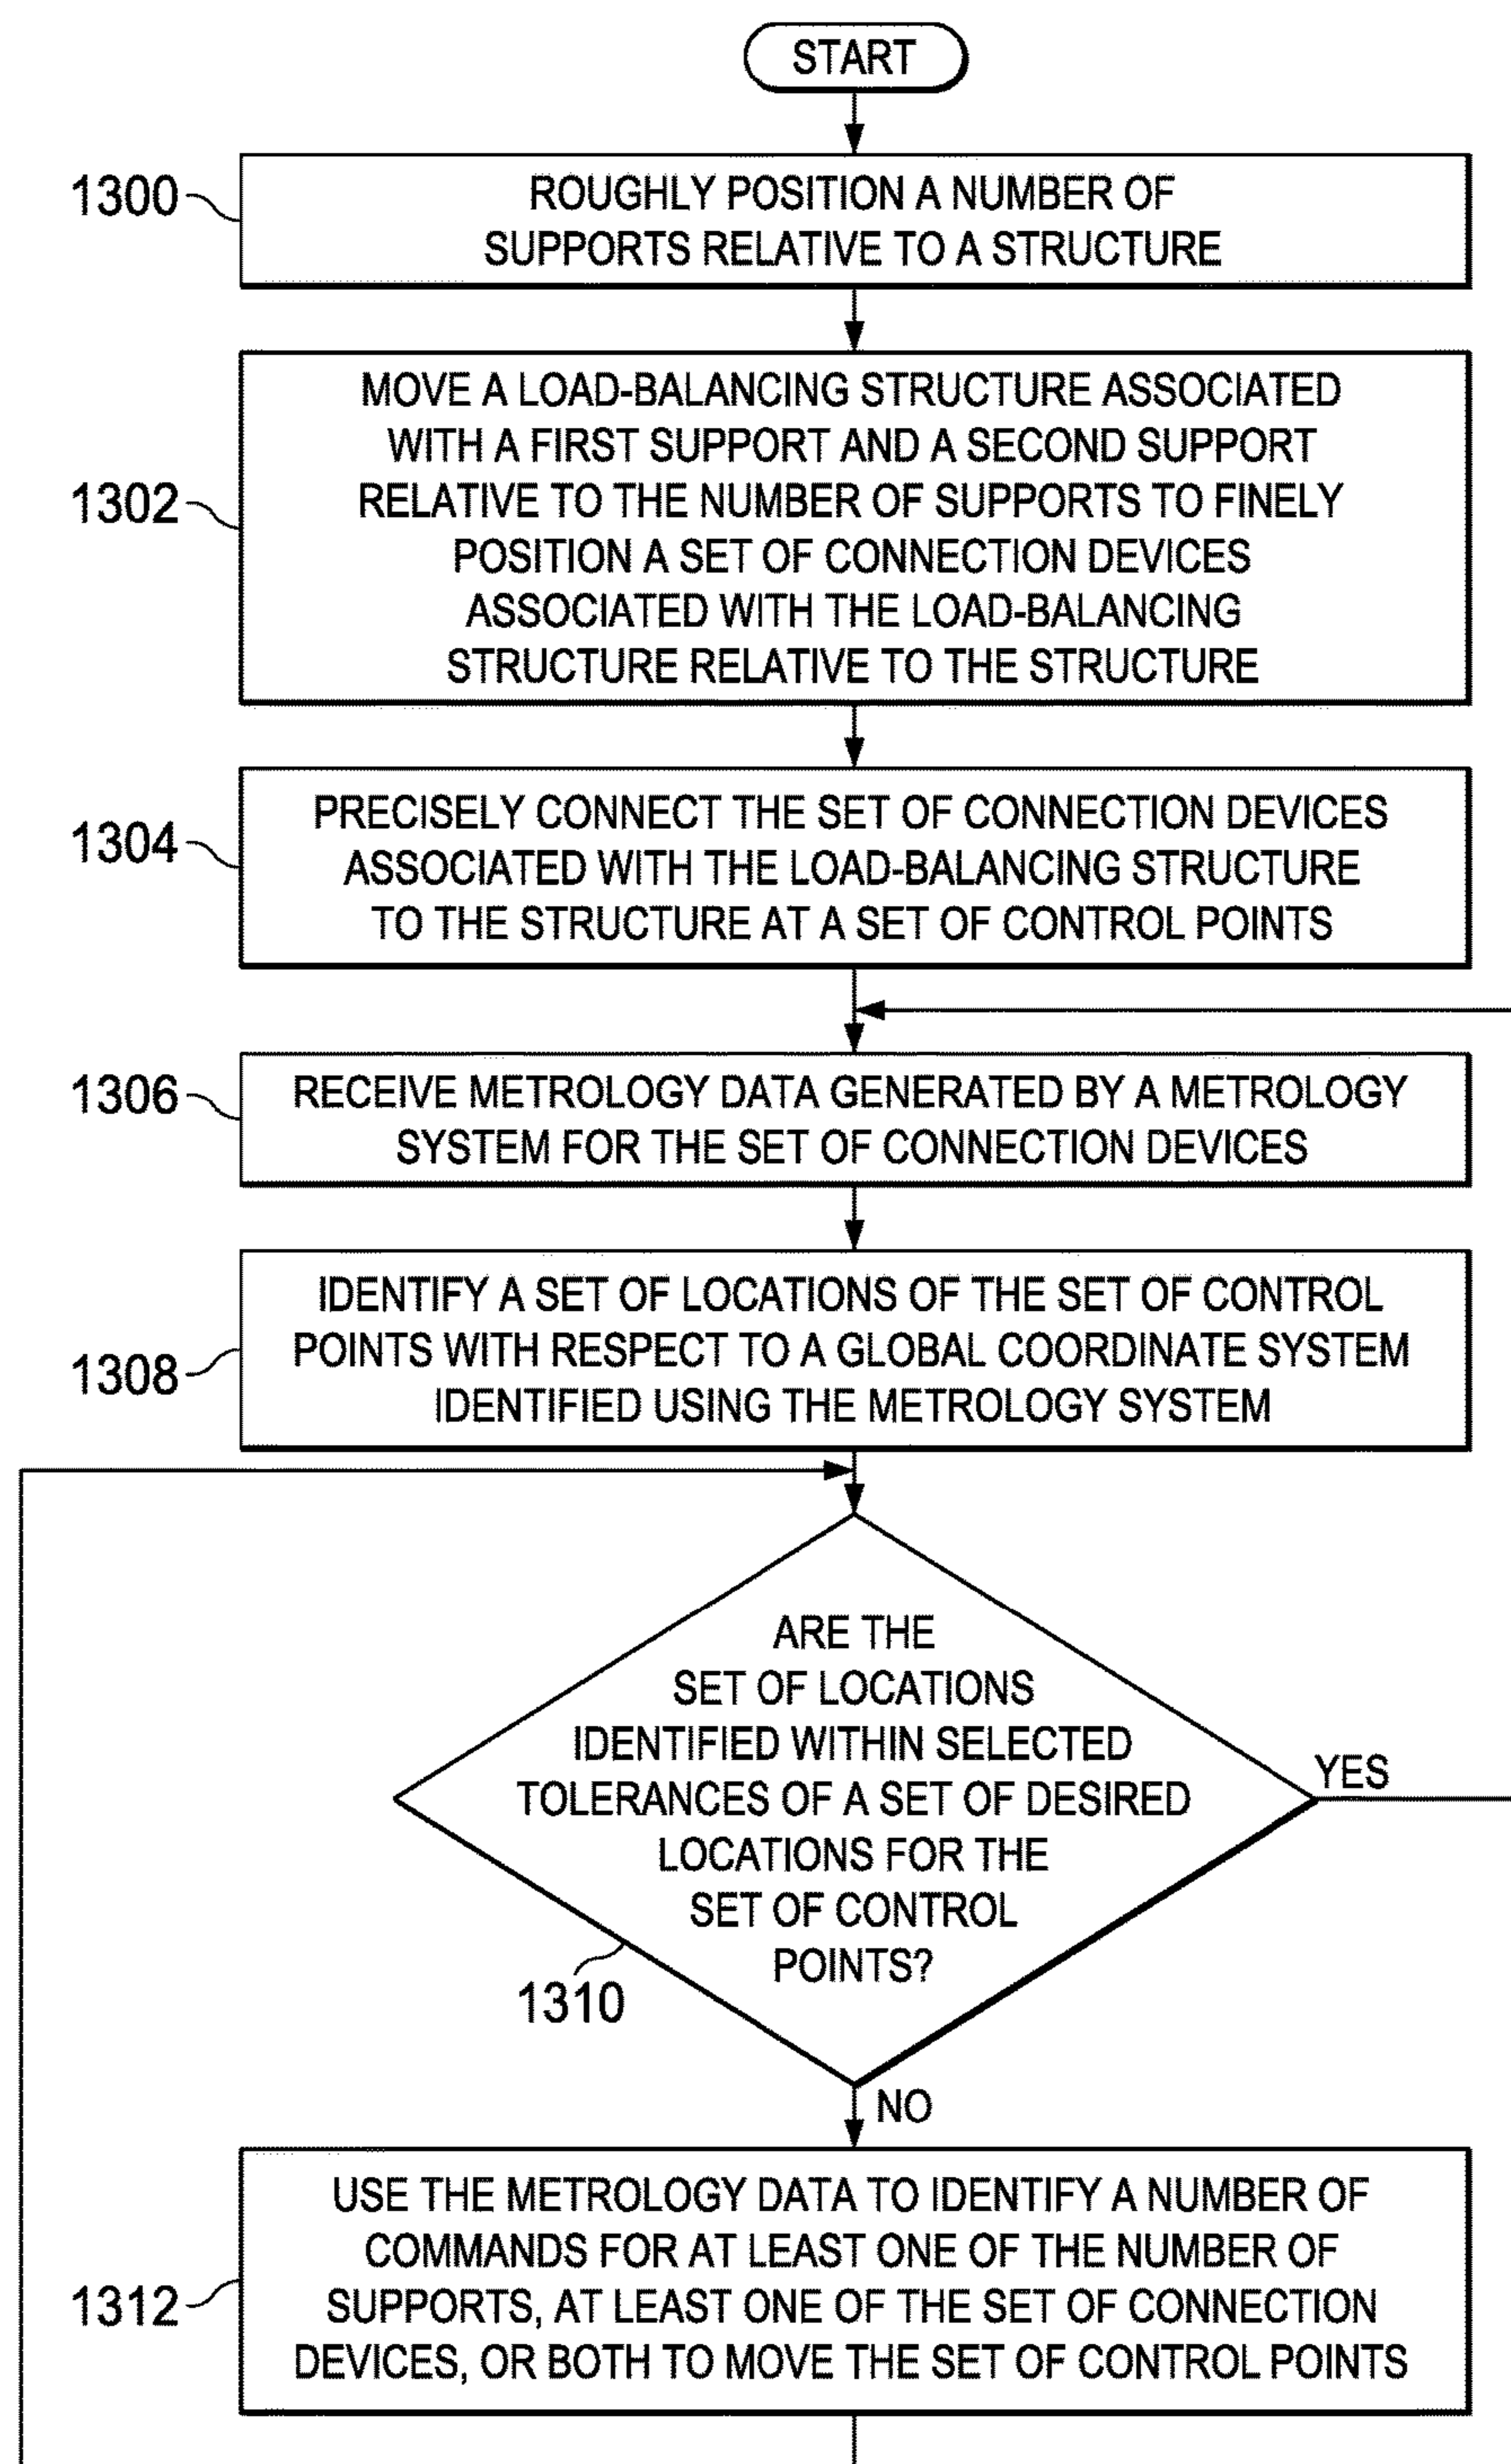 START
1300
ROUGHLY POSITION A NUMBER OF
SUPPORTS RELATIVE TO A STRUCTURE
1302
MOVE A LOAD-BALANCING STRUCTURE ASSOCIATED
WITH A FIRST SUPPORT AND A SECOND SUPPORT
RELATIVE TO THE NUMBER OF SUPPORTS TO FINELY
POSITION A SET OF CONNECTION DEVICES
ASSOCIATED WITH THE LOAD-BALANCING
STRUCTURE RELATIVE TO THE STRUCTURE
1304
PRECISELY CONNECT THE SET OF CONNECTION DEVICES
ASSOCIATED WITH THE LOAD-BALANCING STRUCTURE
TO THE STRUCTURE AT A SET OF CONTROL POINTS
1306
RECEIVE METROLOGY DATA GENERATED BY A METROLOGY
SYSTEM FOR THE SET OF CONNECTION DEVICES
1308
IDENTIFY A SET OF LOCATIONS OF THE SET OF CONTROL
POINTS WITH RESPECT TO A GLOBAL COORDINATE SYSTEM
IDENTIFIED USING THE METROLOGY SYSTEM
ARE THE
SET OF LOCATIONS
IDENTIFIED WITHIN SELECTED
TOLERANCES OF A SET OF DESIRED
LOCATIONS FOR THE
SET OF CONTROL
POINTS?
YES
1310
NO
1312
USE THE METROLOGY DATA TO IDENTIFY A NUMBER OF
COMMANDS FOR AT LEAST ONE OF THE NUMBER OF
SUPPORTS, AT LEAST ONE OF THE SET OF CONNECTION
DEVICES, OR BOTH TO MOVE THE SET OF CONTROL POINTS